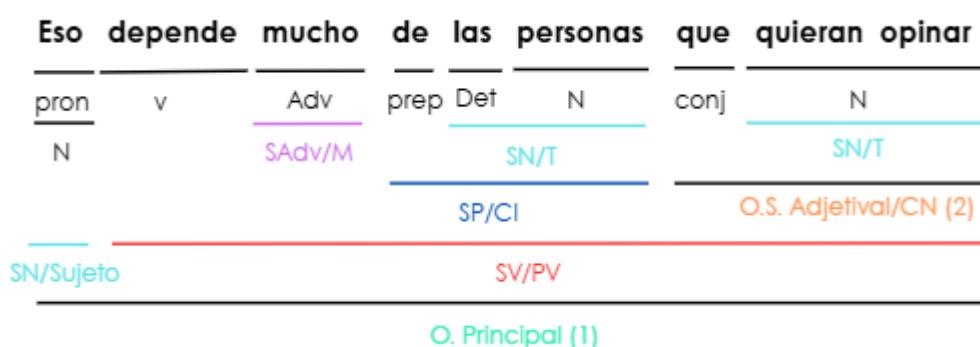 Eso depende mucho de las personas que quieran opinar
pron v Adv prep Det N conj N
N SAdv/M SN/T SN/T
SP/CI O.S. Adjetival/CN (2)
SN/Sujeto SV/PV
O. Principal (1)